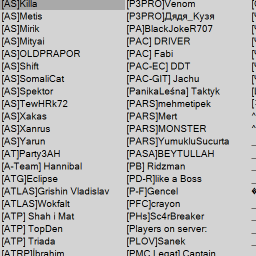 [AS]Killa
[AS]Metis
[AS]Mirik
[AS]Mityai
[AS]OLDPRAPOR
[AS]Shift
[AS]SomaliCat
[AS]Spektor
[AS]TewHRk72
[AS]Xakas
[AS]Xanrus
[AS]Yarun
[AT]Party3AH
[A-Team] Hannibal
[ATG]Eclipse
[ATLAS]Grishin Vladislav
[ATLAS]Wokfalt
[ATP] Shah i Mat
[ATP] TopDen
[ATP] Triada
[ATRP]Ibrahim
[P3PRO]Venom
[P3PRO]Дядя_Кузя
[PA]BlackJokeR707
[PAC] DRIVER
[PAC] Fabi
[PAC-EC] DDT
[PAC-GIT] Jachu
[PanikaLeśna] Taktyk
[PARS]mehmetipek
[PARS]Mert
[PARS]MONSTER
[PARS]YumukluSucurta
[PASA]BEYTULLAH
[PB] Ridzman
[PD-R]like a Boss
[P-F]Gencel
[PFC]crayon
[PHs]Sc4rBreaker
Players on server:
[PLOV]Sanek
[PMC Legat] Captain